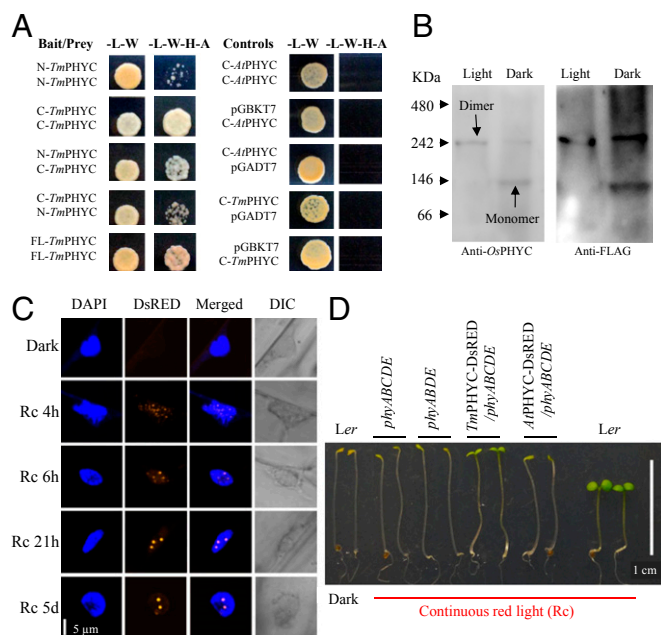 A
Bait/Prey -L-W -L-W-H-A Controls -L-W -L-W-H-A
N-TmPHYC
N-TmPHYC
C-TmPHYC
C-TmPHYC
N-TmPHYC
C-TmPHYC
C-TmPHYC
N-TmPHYC
FL-TmPHYC
FL-TmPHYC
C-AtPHYC
C-AtPHYC
pGBKT7
C-AtPHYC
C-AtPHYC
pGADT7
C-TmPHYC
pGADT7
pGBKT7
C-TmPHYC
B
KDa Light Dark Light Dark
480
242
146
66
Dimer
Monomer
Anti-OsPHYC Anti-FLAG
C
DAPI DsRED Merged DIC
Dark
Rc 4h
Rc 6h
Rc 21h
Rc 5d
5 µm
D
Ler
phyABCDE
phyABDE
TmPHYC-DsRED
/phyABCDE
AtPHYC-DsRED
/phyABCDE
Ler
1 cm
Dark
Continuous red light (Rc)